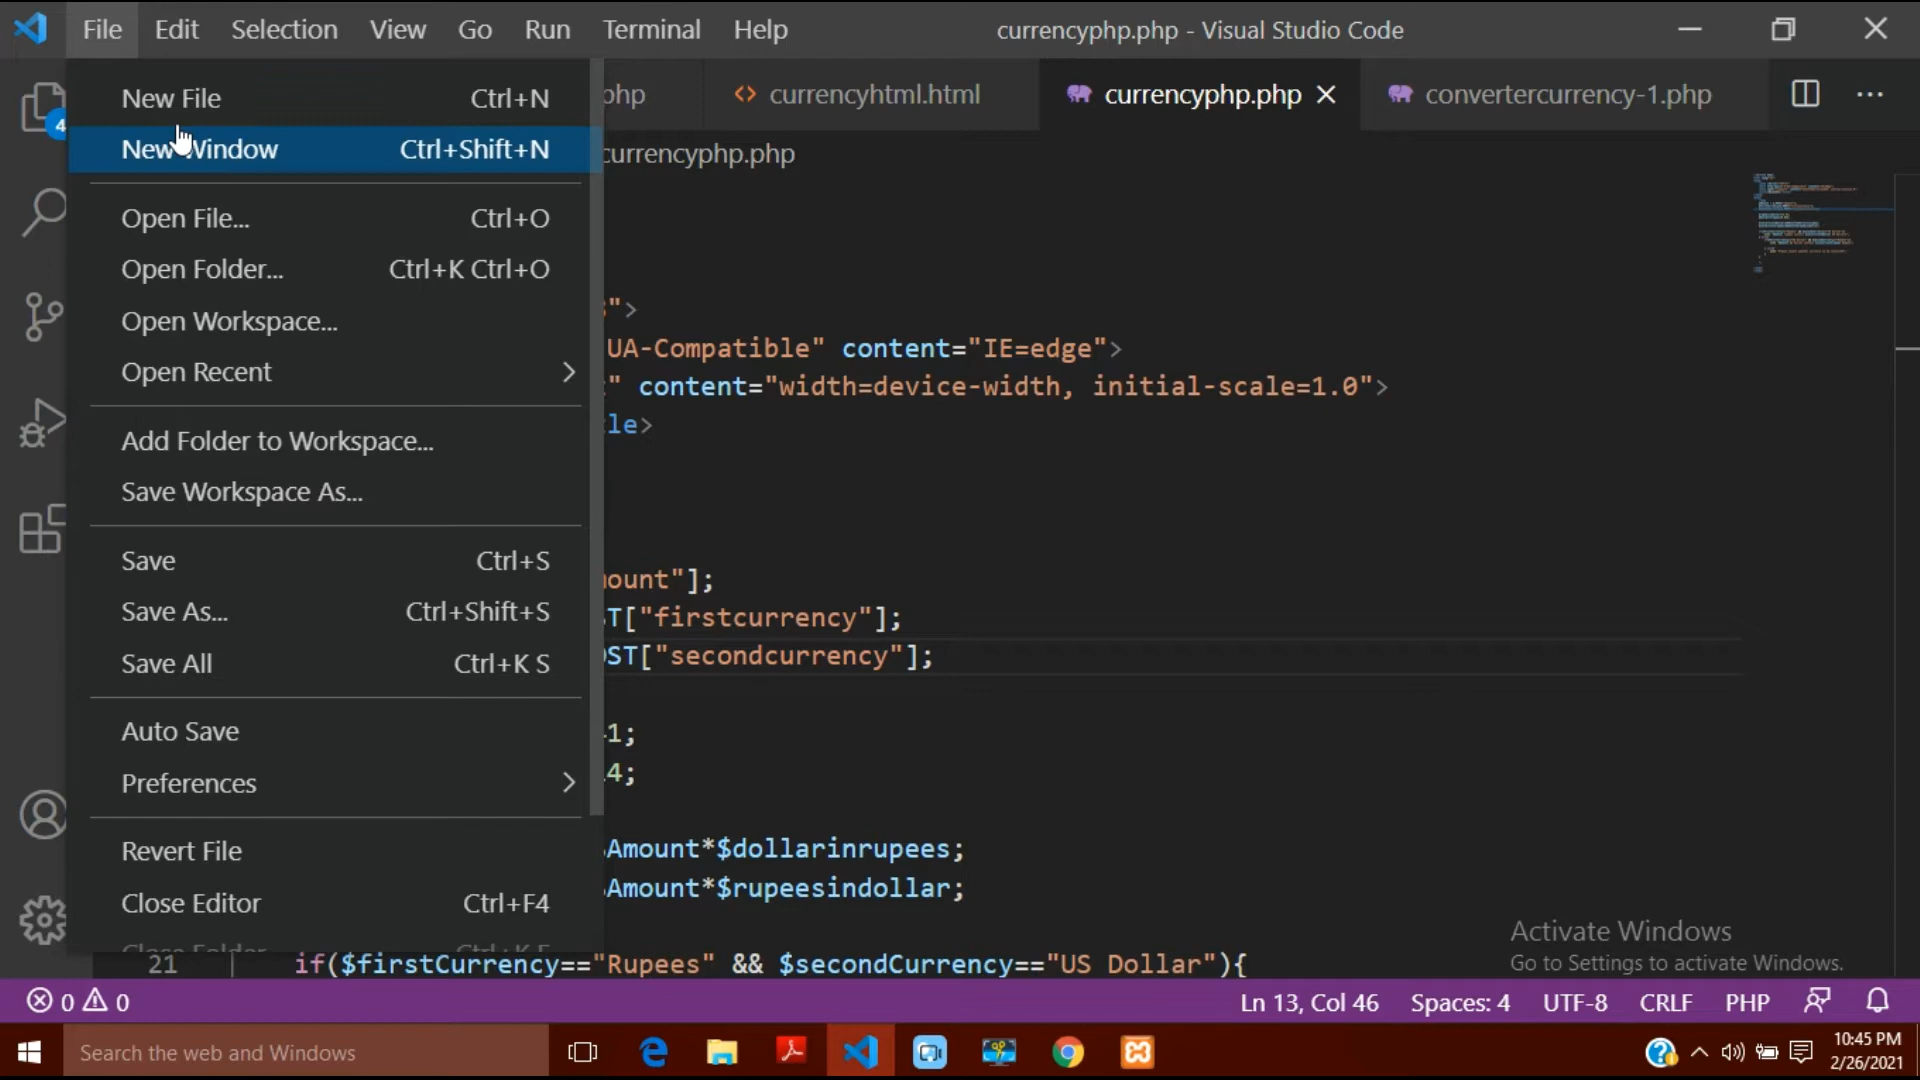 File Edit Selection View Go Run Terminal Help currencyphp.php - Visual Studio Code
php currencyhtml.html currencyphp.php convertercurrency-1.php
currencyphp.php
4
New File Ctrl+N
New Window Ctrl+Shift+N
Open File... Ctrl+O
Open Folder... Ctrl+K Ctrl+O
Open Workspace...
Open Recent
Add Folder to Workspace...
Save Workspace As...
Save Ctrl+S
Save As... Ctrl+Shift+S
Save All Ctrl+K S
Auto Save
Preferences
Revert File
Close Editor Ctrl+F4
">
UA-Compatible" content="IE=edge">
" content="width=device-width, initial-scale=1.0">
le>
ount"];
T["firstcurrency"];
OST["secondcurrency"];
1;
4;
Amount*$dollarinrupees;
Amount*$rupeesindollar;
21 if($firstCurrency=="Rupees" && $secondCurrency=="US Dollar"){
Activate Windows
Go to Settings to activate Windows.
0 0 Ln 13, Col 46 Spaces: 4 UTF-8 CRLF PHP
Search the web and Windows
10:45 PM
2/26/2021